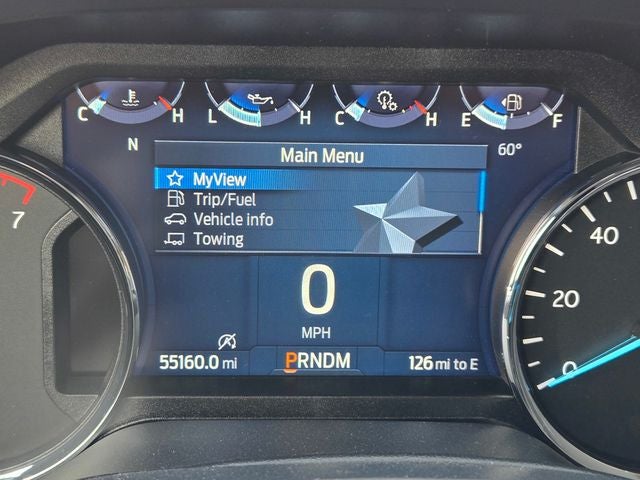 C H L H C H E F
N 60°
Main Menu
MyView
Trip/Fuel
Vehicle info
Towing
7
40
20
0
0
MPH
55160.0 mi PRNDM 126 mi to E